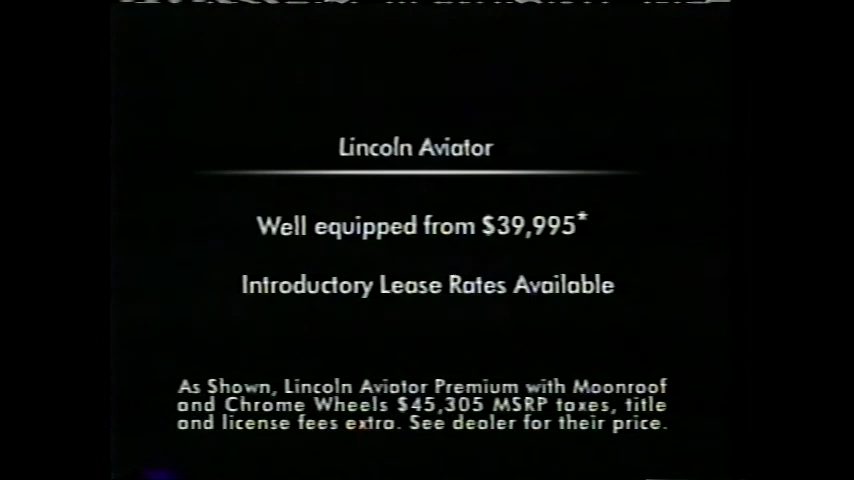 Lincoln Aviator
Well equipped from $39,995*
Introductory Lease Rates Available
As Shown, Lincoln Aviator Premium with Moonroof
and Chrome Wheels $45,305 MSRP taxes, title
and license fees extra. See dealer for their price.